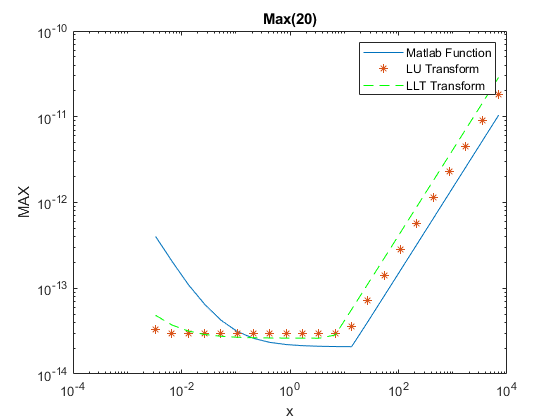 Max(20)
10^-10
10^-11
10^-12
10^-13
10^-14
MAX
Matlab Function
LU Transform
LLT Transform
10^-4
10^-2
10^0
10^2
10^4
x